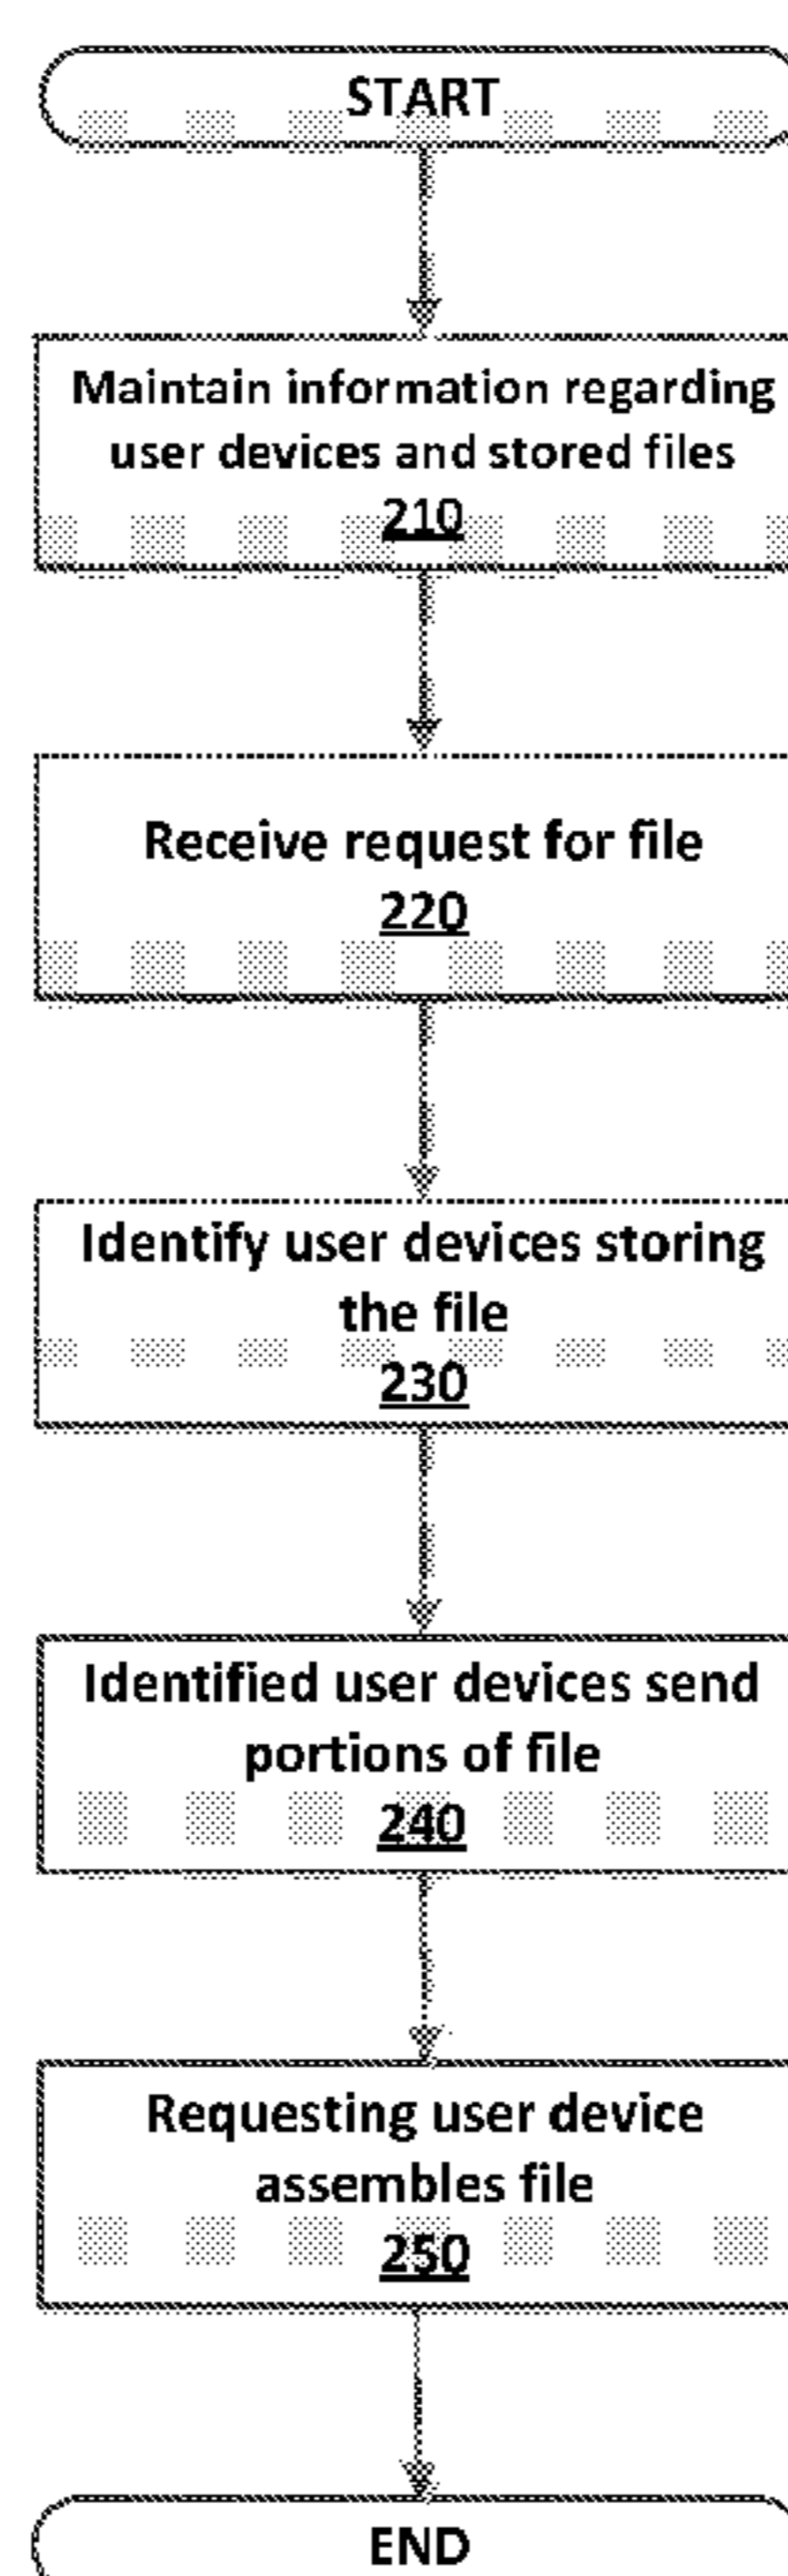 START
Maintain information regarding
user devices and stored files
210
Receive request for file
220
Identify user devices storing
the file
230
Identified user devices send
portions of file
240
Requesting user device
assembles file
250
END